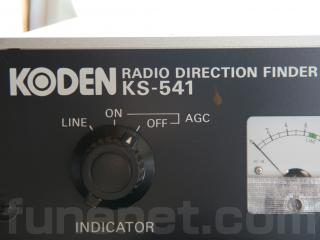 KODEN RADIO DIRECTION FINDER
KS-541
LINE ON OFF AGC
INDICATOR
funenet.com